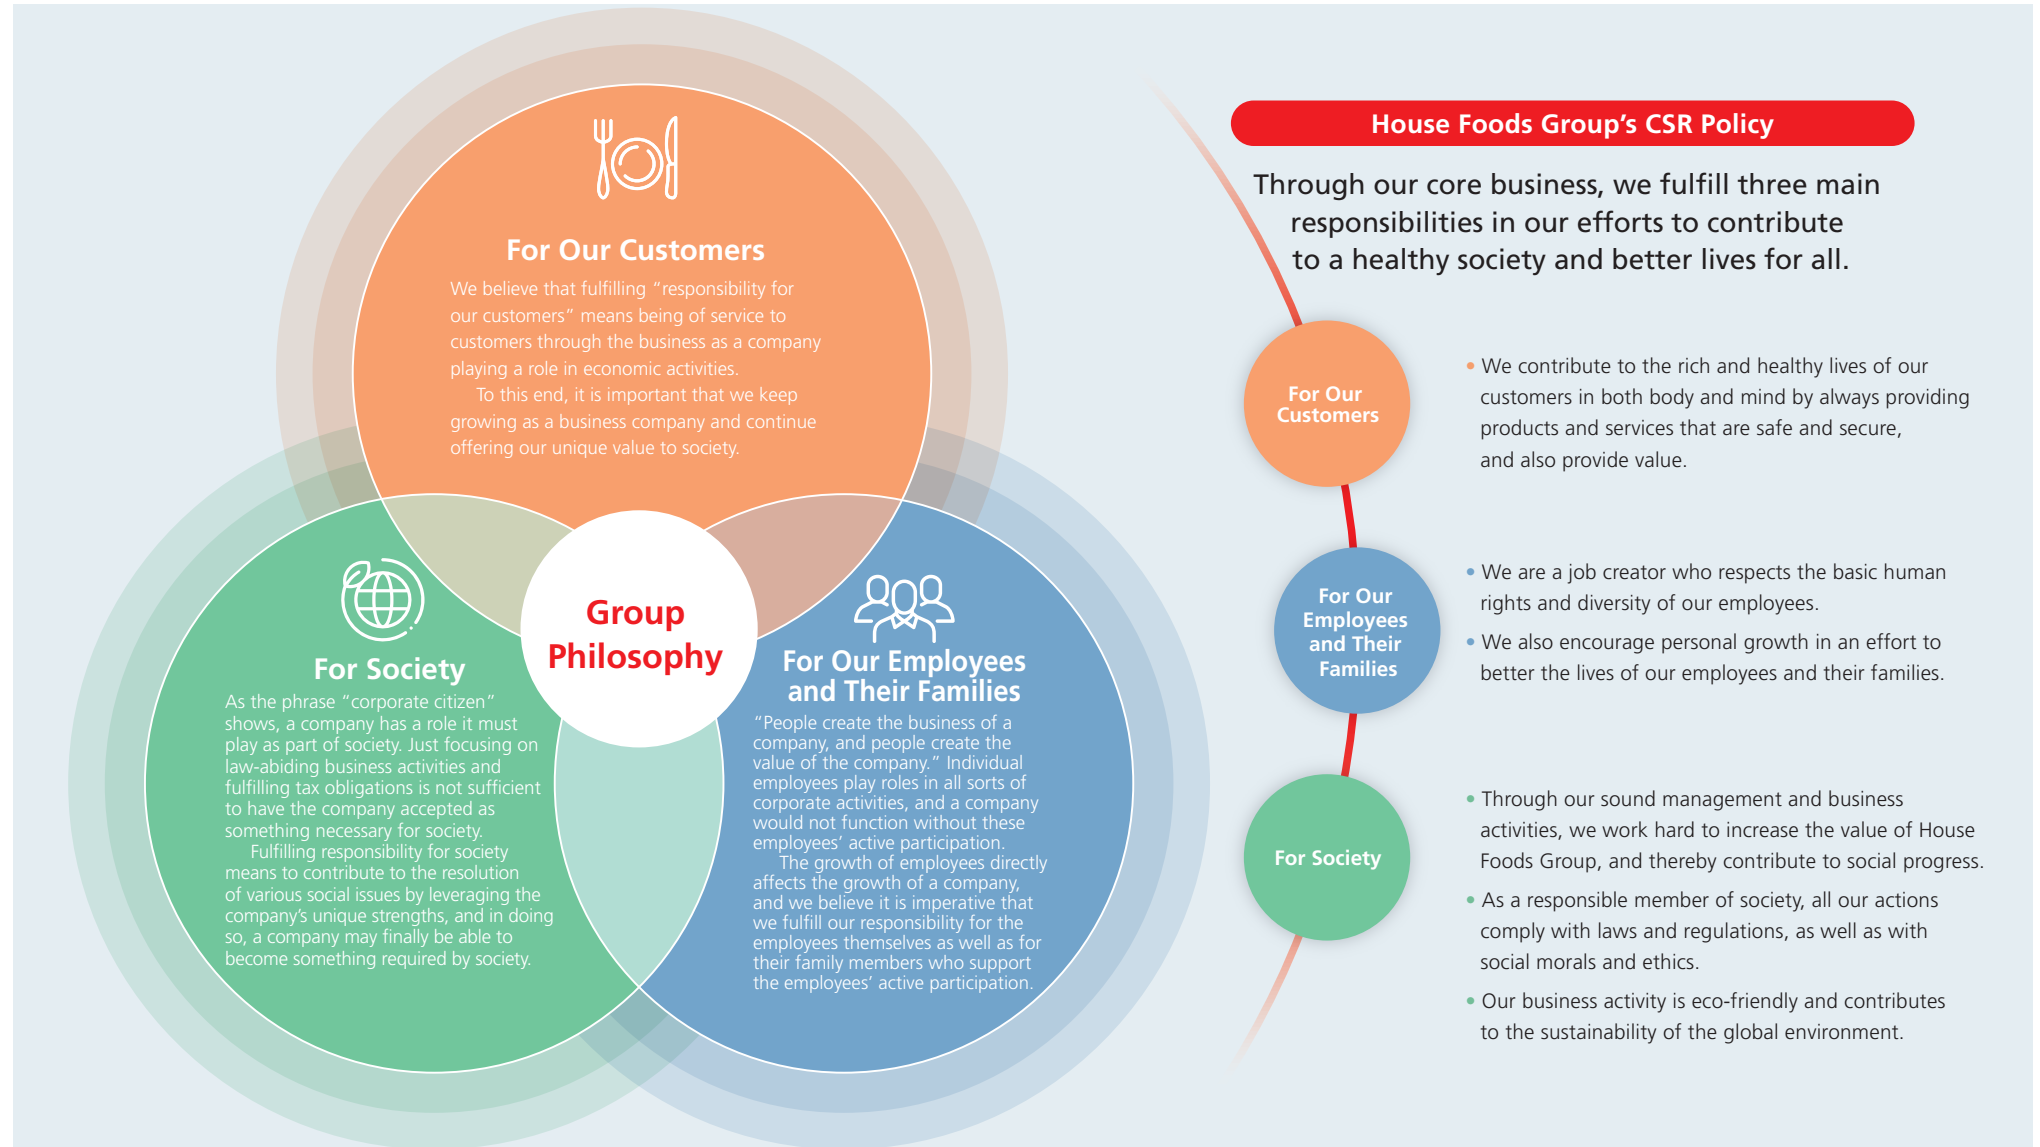 For Our Customers
We believe that fulfilling “responsibility for
our customers” means being of service to
customers through the business as a company
playing a role in economic activities.
To this end, it is important that we keep
growing as a business company and continue
offering our unique value to society.
Group
Philosophy
For Society
As the phrase “corporate citizen”
shows, a company has a role it must
play as part of society. Just focusing on
law-abiding business activities and
fulfilling tax obligations is not sufficient
to have the company accepted as
something necessary for society.
Fulfilling responsibility for society
means to contribute to the resolution
of various social issues by leveraging the
company’s unique strengths, and in doing
so, a company may finally be able to
become something required by society.
For Our Employees
and Their Families
“People create the business of a
company, and people create the
value of the company.” Individual
employees play roles in all sorts of
corporate activities, and a company
would not function without these
employees’ active participation.
The growth of employees directly
affects the growth of a company,
and we believe it is imperative that
we fulfill our responsibility for the
employees themselves as well as for
their family members who support
the employees’ active participation.
House Foods Group’s CSR Policy
Through our core business, we fulfill three main
responsibilities in our efforts to contribute
to a healthy society and better lives for all.
For Our
Customers
• We contribute to the rich and healthy lives of our
customers in both body and mind by always providing
products and services that are safe and secure,
and also provide value.
For Our
Employees
and Their
Families
• We are a job creator who respects the basic human
rights and diversity of our employees.
• We also encourage personal growth in an effort to
better the lives of our employees and their families.
For Society
• Through our sound management and business
activities, we work hard to increase the value of House
Foods Group, and thereby contribute to social progress.
• As a responsible member of society, all our actions
comply with laws and regulations, as well as with
social morals and ethics.
• Our business activity is eco-friendly and contributes
to the sustainability of the global environment.